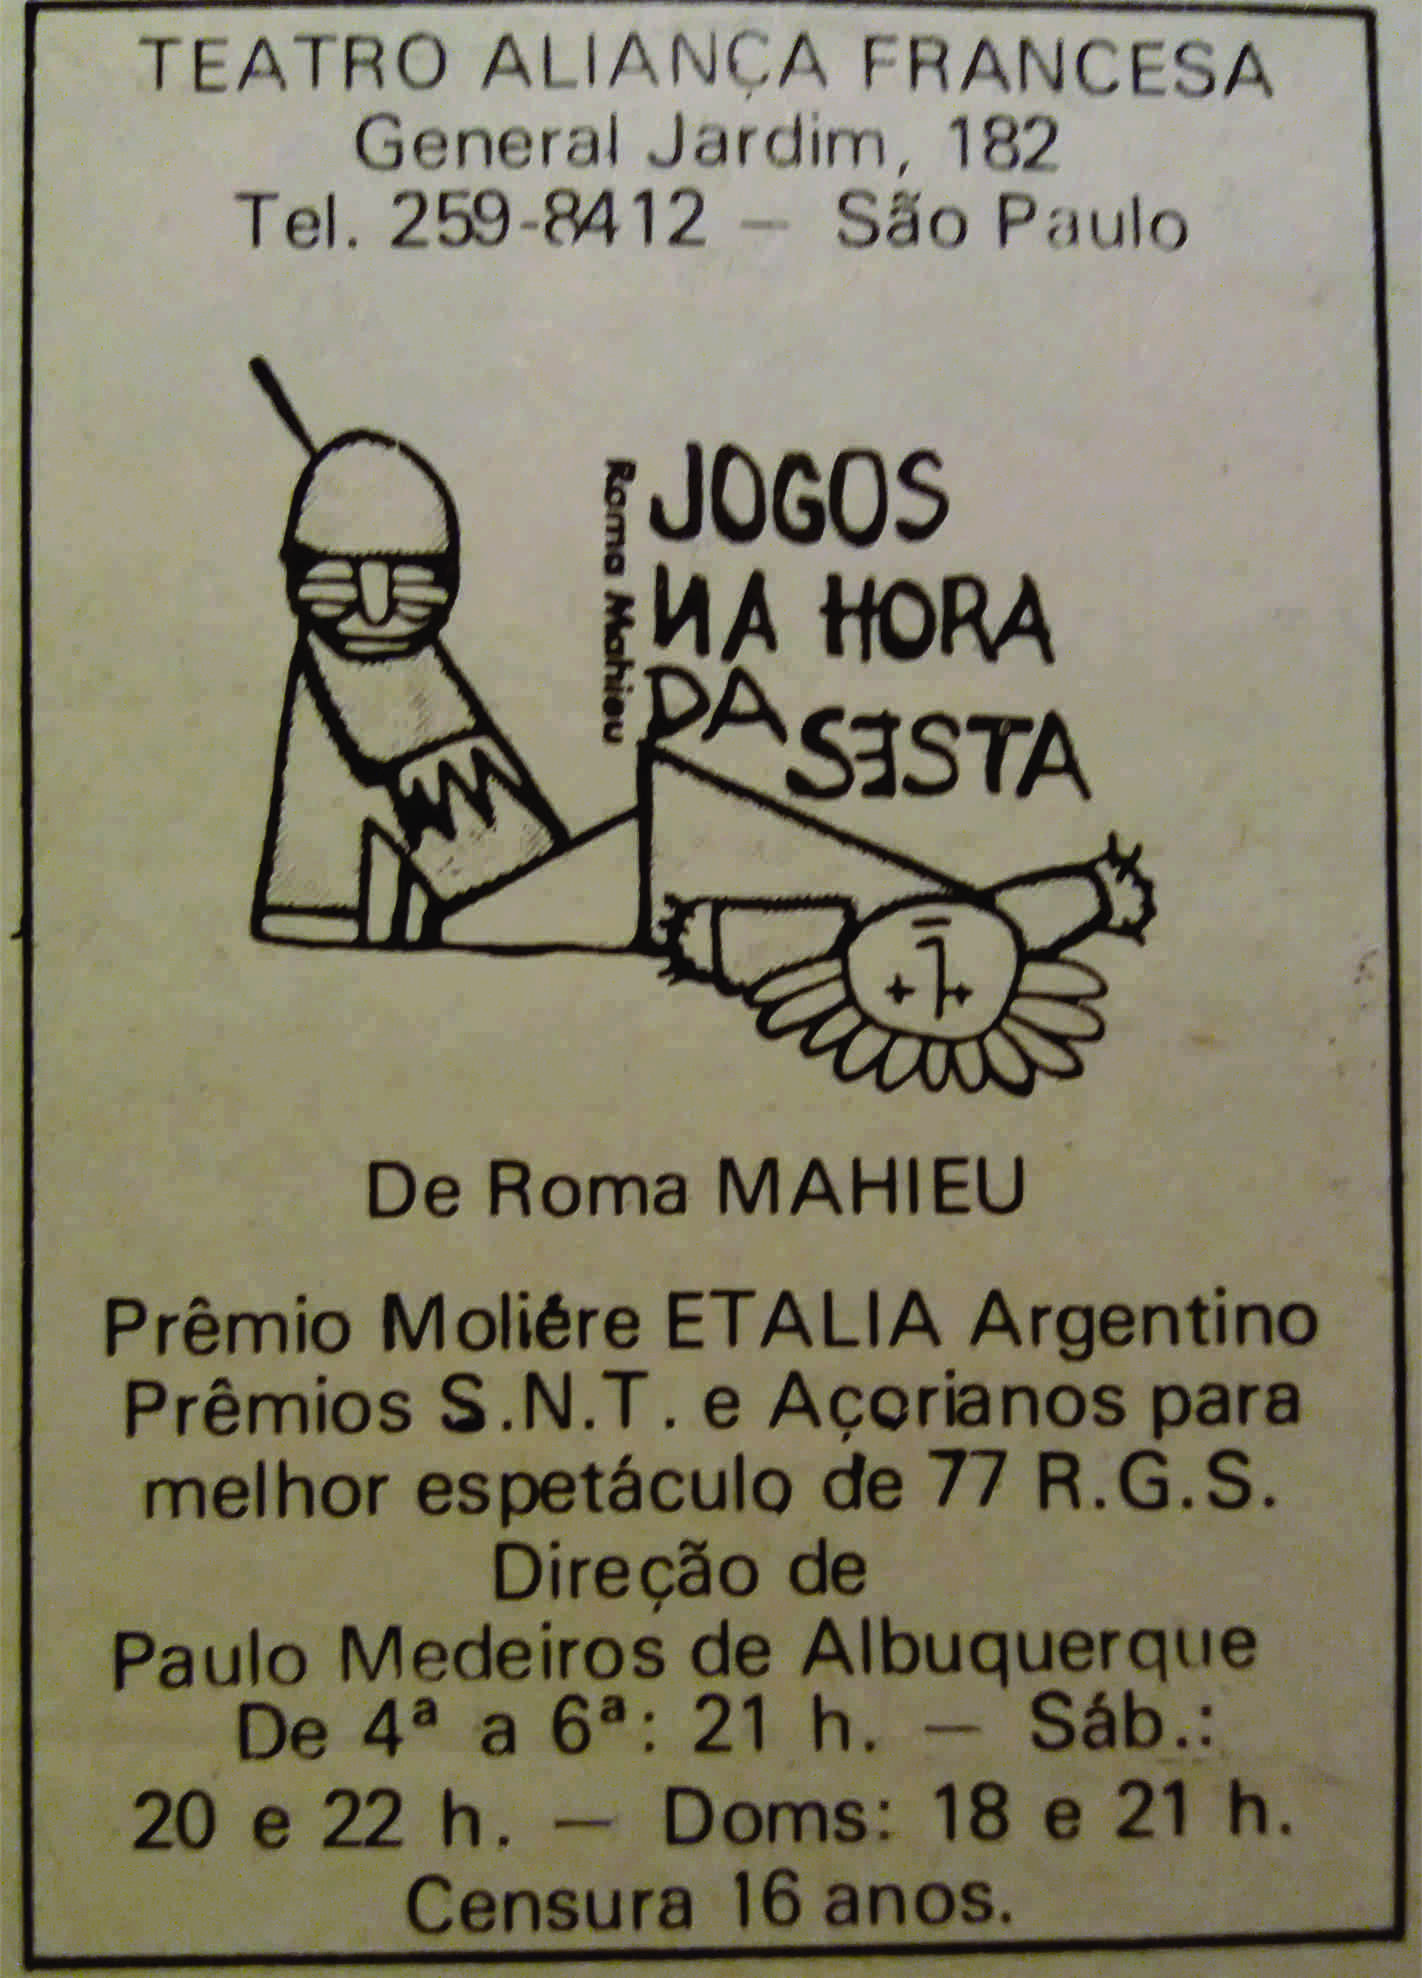 TEATRO ALIANÇA FRANCESA
General Jardim, 182
Tel. 259-8412 — São Paulo
Roma Mahieu
JOGOS
NA HORA
DA SESTA
De Roma MAHIEU
Prêmio Moliére ETALIA Argentino
Prêmios S.N.T. e Açorianos para
melhor espetáculo de 77 R.G.S.
Direção de
Paulo Medeiros de Albuquerque
De 4ª a 6ª: 21 h. — Sáb.:
20 e 22 h. — Doms: 18 e 21 h.
Censura 16 anos.